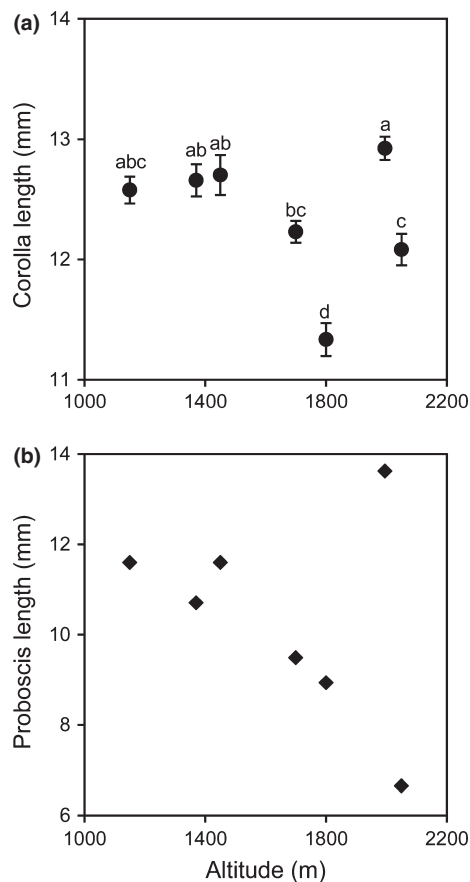 (a)
14
13
12
11
Corolla length (mm)
abc
ab
ab
bc
d
a
c
1000
1400
1800
2200
(b)
14
12
10
8
6
Proboscis length (mm)
1000
1400
1800
2200
Altitude (m)